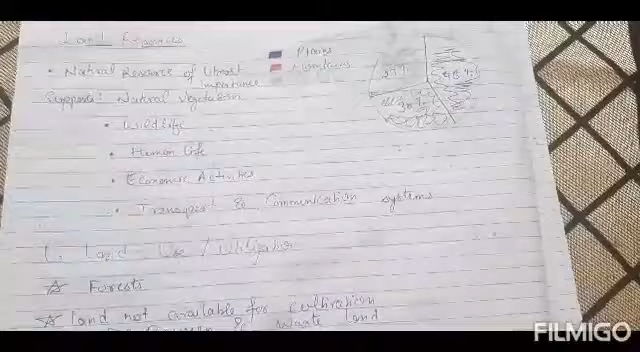 Land Resources
• Natural Resource of Utmost
importance
Supports: Natural Vegetation
• Wildlife
• Human Life
• Economic Activities
• Transport & Communication systems
Plains
Mountains
27%
L. Land Use / Utilization
☆ Forests
☆ Land not available for cultivation
& Waste land
FILMIGO